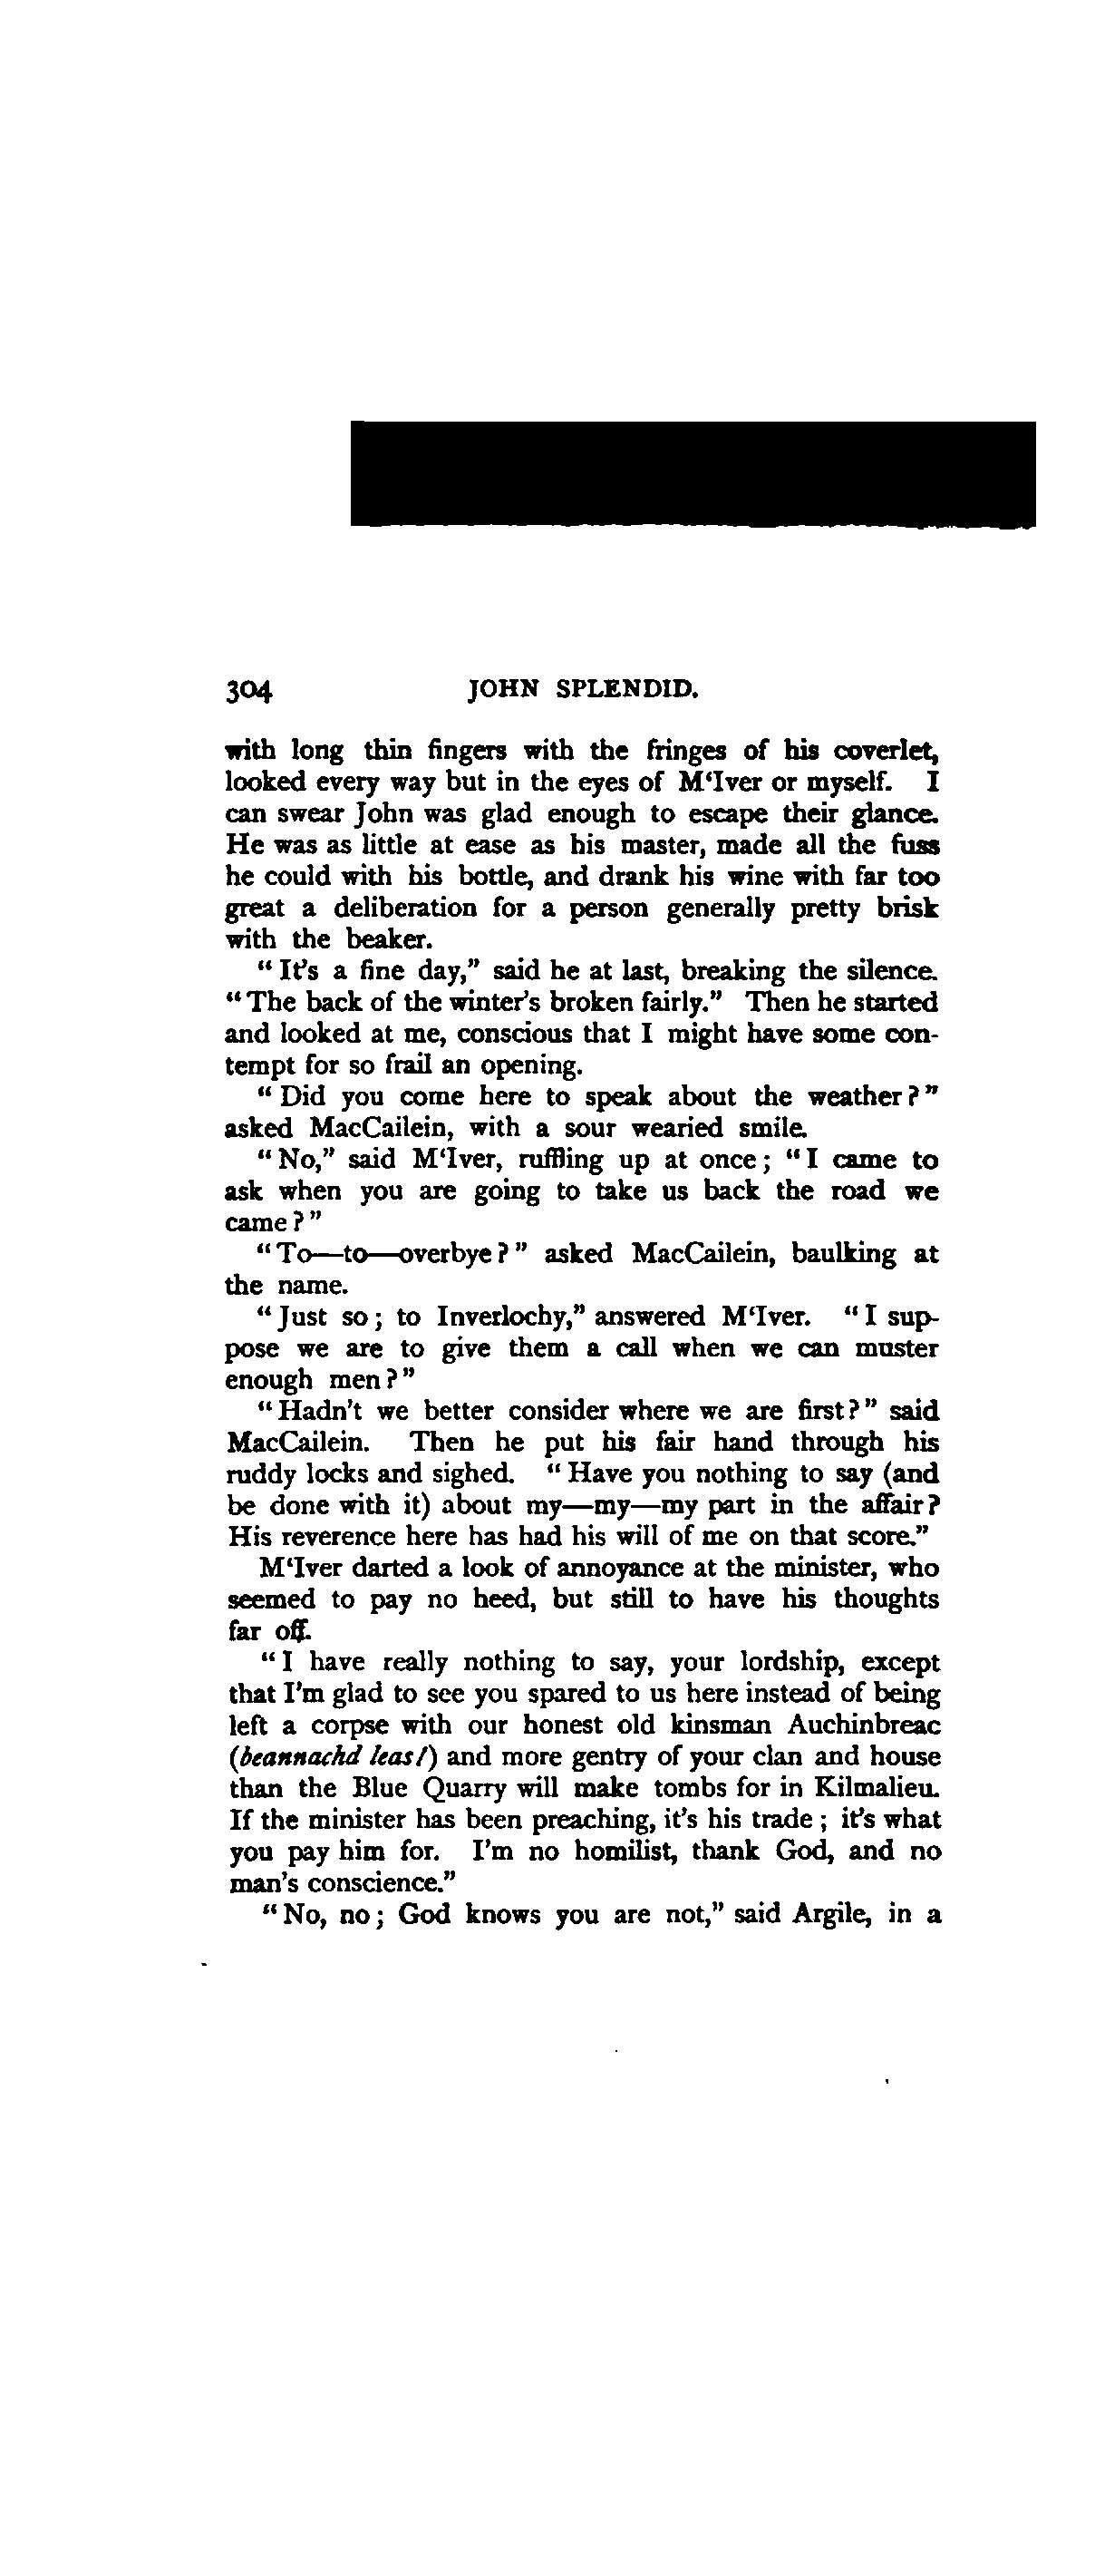 304 JOHN SPLENDID.
with long thin fingers with the fringes of his coverlet,
looked every way but in the eyes of M‘Iver or myself. I
can swear John was glad enough to escape their glance.
He was as little at ease as his master, made all the fuss
he could with his bottle, and drank his wine with far too
great a deliberation for a person generally pretty brisk
with the beaker.
“It’s a fine day,” said he at last, breaking the silence.
“The back of the winter’s broken fairly.” Then he started
and looked at me, conscious that I might have some con-
tempt for so frail an opening.
“Did you come here to speak about the weather?”
asked MacCailein, with a sour wearied smile.
“No,” said M‘Iver, ruffling up at once; “I came to
ask when you are going to take us back the road we
came?”
“To—to—overbye?” asked MacCailein, baulking at
the name.
“Just so; to Inverlochy,” answered M‘Iver. “I sup-
pose we are to give them a call when we can muster
enough men?”
“Hadn’t we better consider where we are first?” said
MacCailein. Then he put his fair hand through his
ruddy locks and sighed. “Have you nothing to say (and
be done with it) about my—my—my part in the affair?
His reverence here has had his will of me on that score.”
M‘Iver darted a look of annoyance at the minister, who
seemed to pay no heed, but still to have his thoughts
far off.
“I have really nothing to say, your lordship, except
that I’m glad to see you spared to us here instead of being
left a corpse with our honest old kinsman Auchinbreac
(beannachd leas!) and more gentry of your clan and house
than the Blue Quarry will make tombs for in Kilmalieu.
If the minister has been preaching, it’s his trade; it’s what
you pay him for. I’m no homilist, thank God, and no
man’s conscience.”
“No, no; God knows you are not,” said Argile, in a